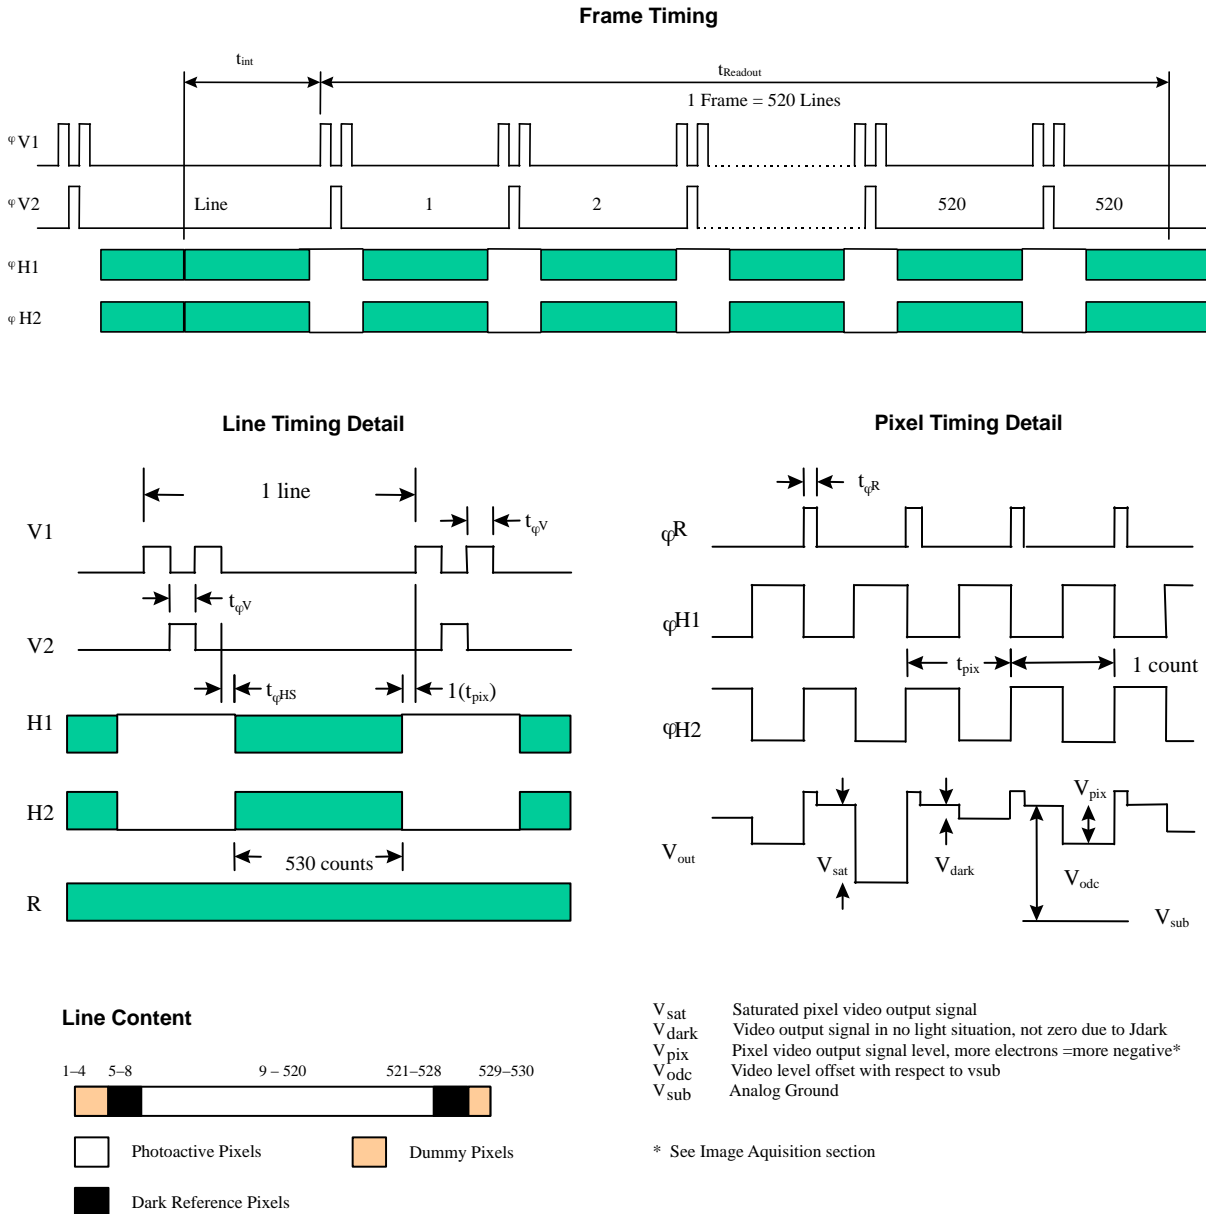 Frame Timing
tint
tReadout
1 Frame = 520 Lines
φV1
φV2
Line
1
2
520
520
φH1
φH2
Line Timing Detail
Pixel Timing Detail
1 line
V1
tφV
tφV
V2
tφHS
1(tpix)
H1
H2
530 counts
R
tφR
φR
φH1
tpix
1 count
φH2
Vpix
Vout
Vsat
Vdark
Vodc
Vsub
Line Content
1–4
5–8
9 – 520
521–528
529–530
Photoactive Pixels
Dummy Pixels
Dark Reference Pixels
Vsat Saturated pixel video output signal
Vdark Video output signal in no light situation, not zero due to Jdark
Vpix Pixel video output signal level, more electrons =more negative*
Vodc Video level offset with respect to vsub
Vsub Analog Ground
* See Image Aquisition section